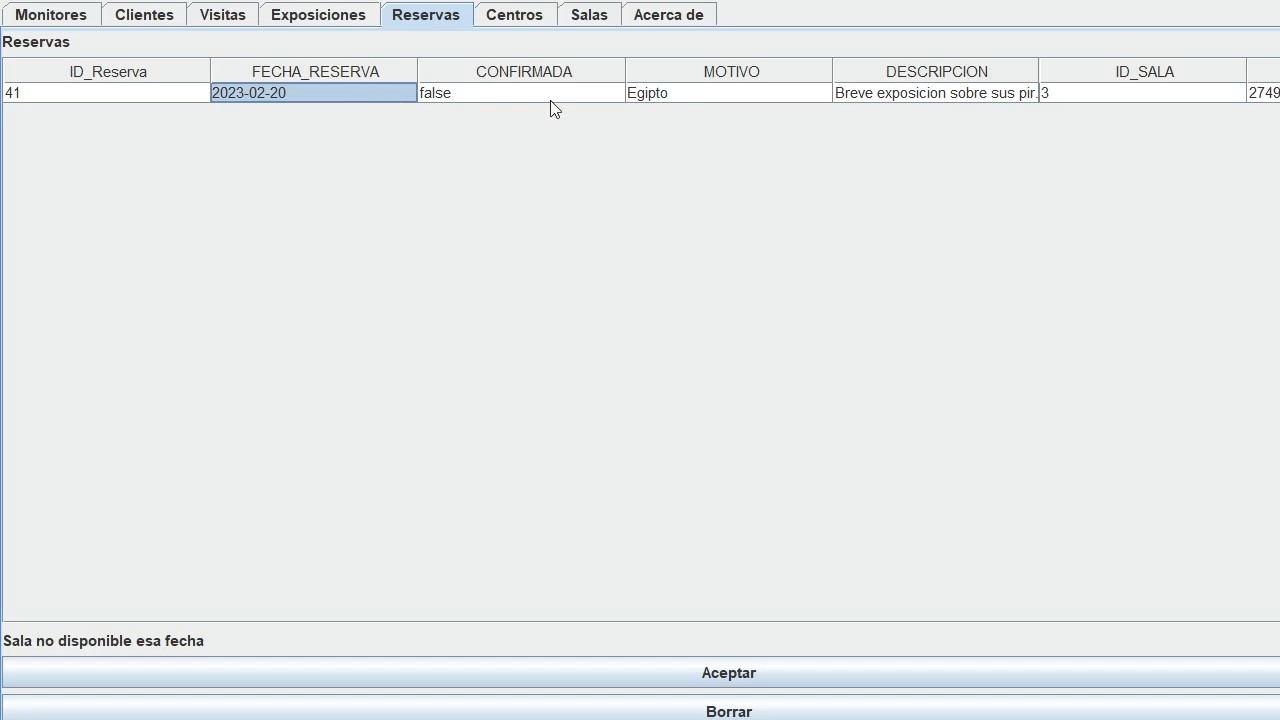 Monitores Clientes Visitas Exposiciones Reservas Centros Salas Acerca de
Reservas
ID_Reserva FECHA_RESERVA CONFIRMADA MOTIVO DESCRIPCION ID_SALA
41 2023-02-20 false Egipto Breve exposicion sobre sus pir. 3 2749
Sala no disponible esa fecha
Aceptar
Borrar